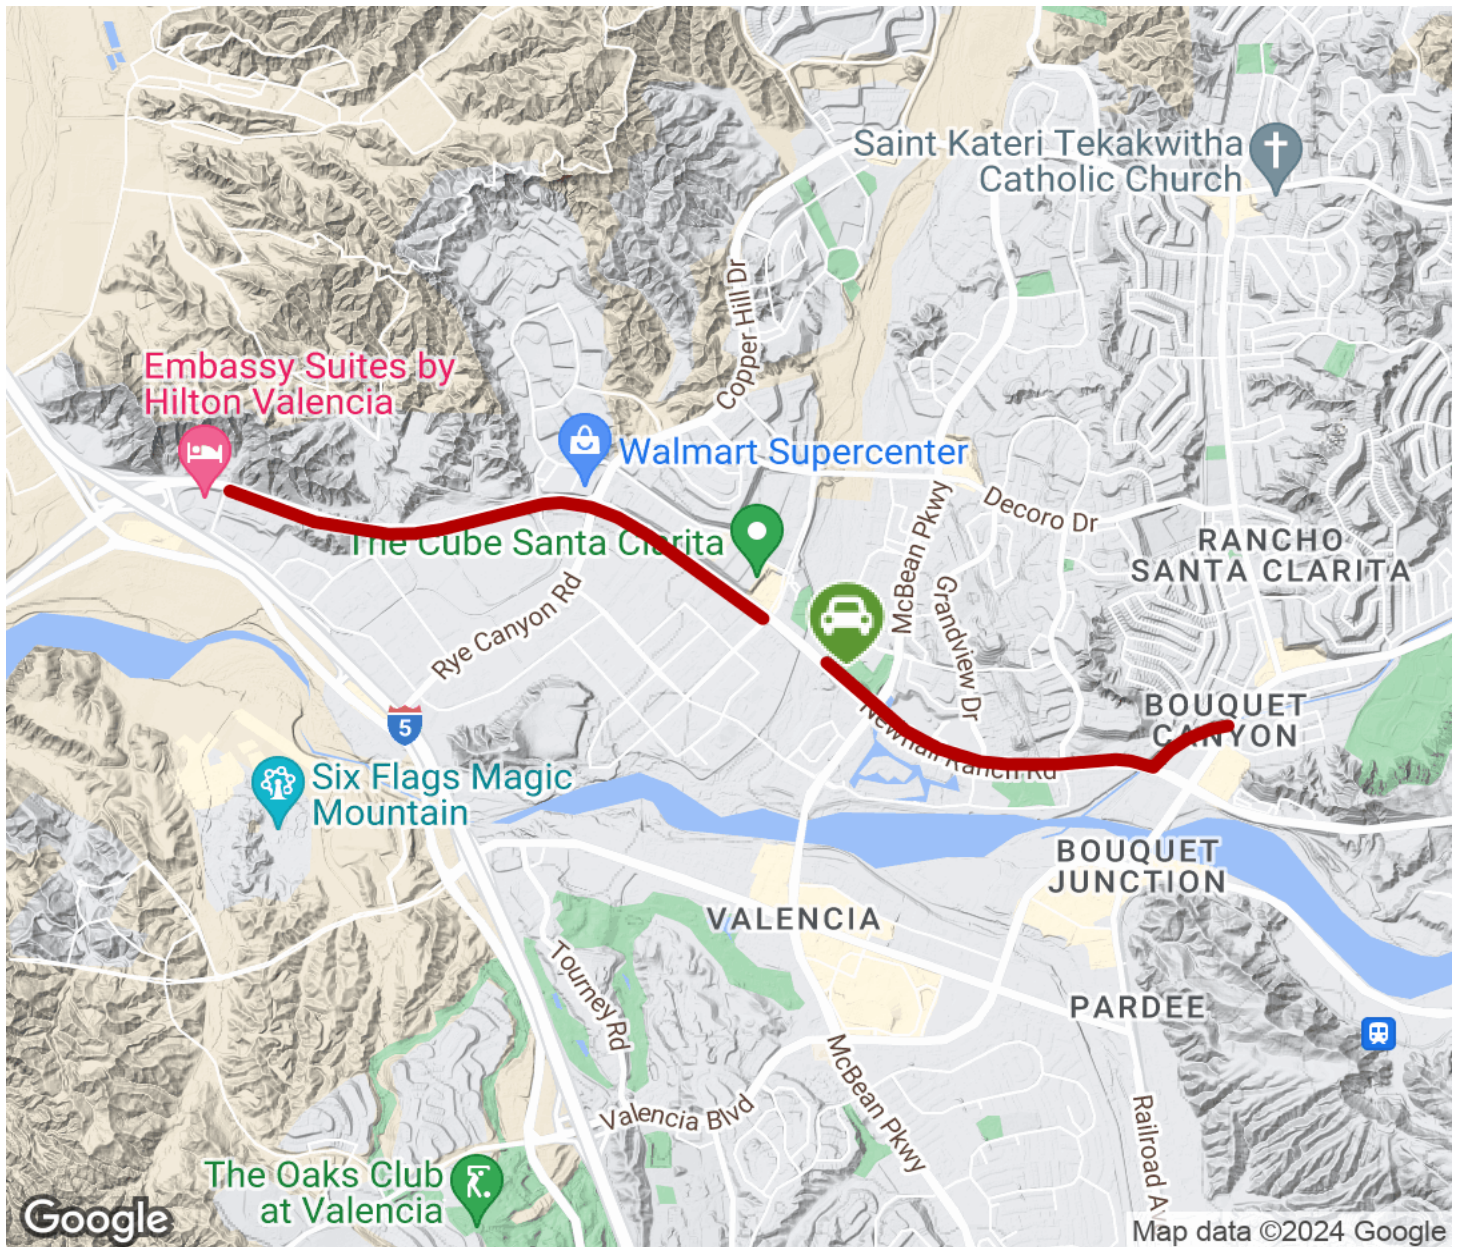 Saint Kateri Tekakwitha
Catholic Church
Copper Hill Dr
Embassy Suites by
Hilton Valencia
Walmart Supercenter
Decoro Dr
McBean Pkwy
The Cube Santa Clarita
RANCHO
SANTA CLARITA
Grandview Dr
Rye Canyon Rd
5
Newhall Ranch Rd
BOUQUET
CANYON
Six Flags Magic
Mountain
BOUQUET
JUNCTION
VALENCIA
Tourney Rd
PARDEE
McBean Pkwy
Valencia Blvd
Railroad A
The Oaks Club
at Valencia
Google
Map data ©2024 Google